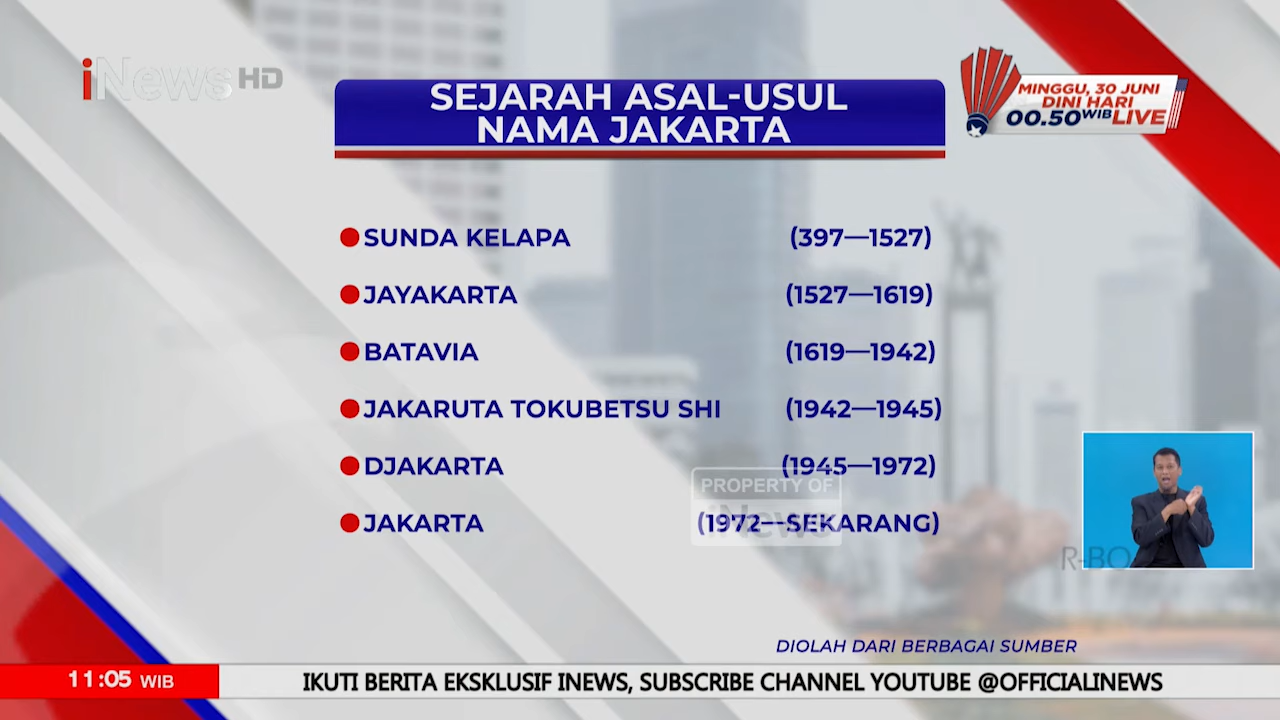 iNews HD
SEJARAH ASAL-USUL
NAMA JAKARTA
MINGGU, 30 JUNI
DINI HARI
00.50 WIB LIVE
SUNDA KELAPA (397—1527)
JAYAKARTA (1527—1619)
BATAVIA (1619—1942)
JAKARUTA TOKUBETSU SHI (1942—1945)
DJAKARTA (1945—1972)
JAKARTA (1972—SEKARANG)
PROPERTY OF
iNews
DIOLAH DARI BERBAGAI SUMBER
11:05 WIB
IKUTI BERITA EKSKLUSIF INEWS, SUBSCRIBE CHANNEL YOUTUBE @OFFICIALINEWS